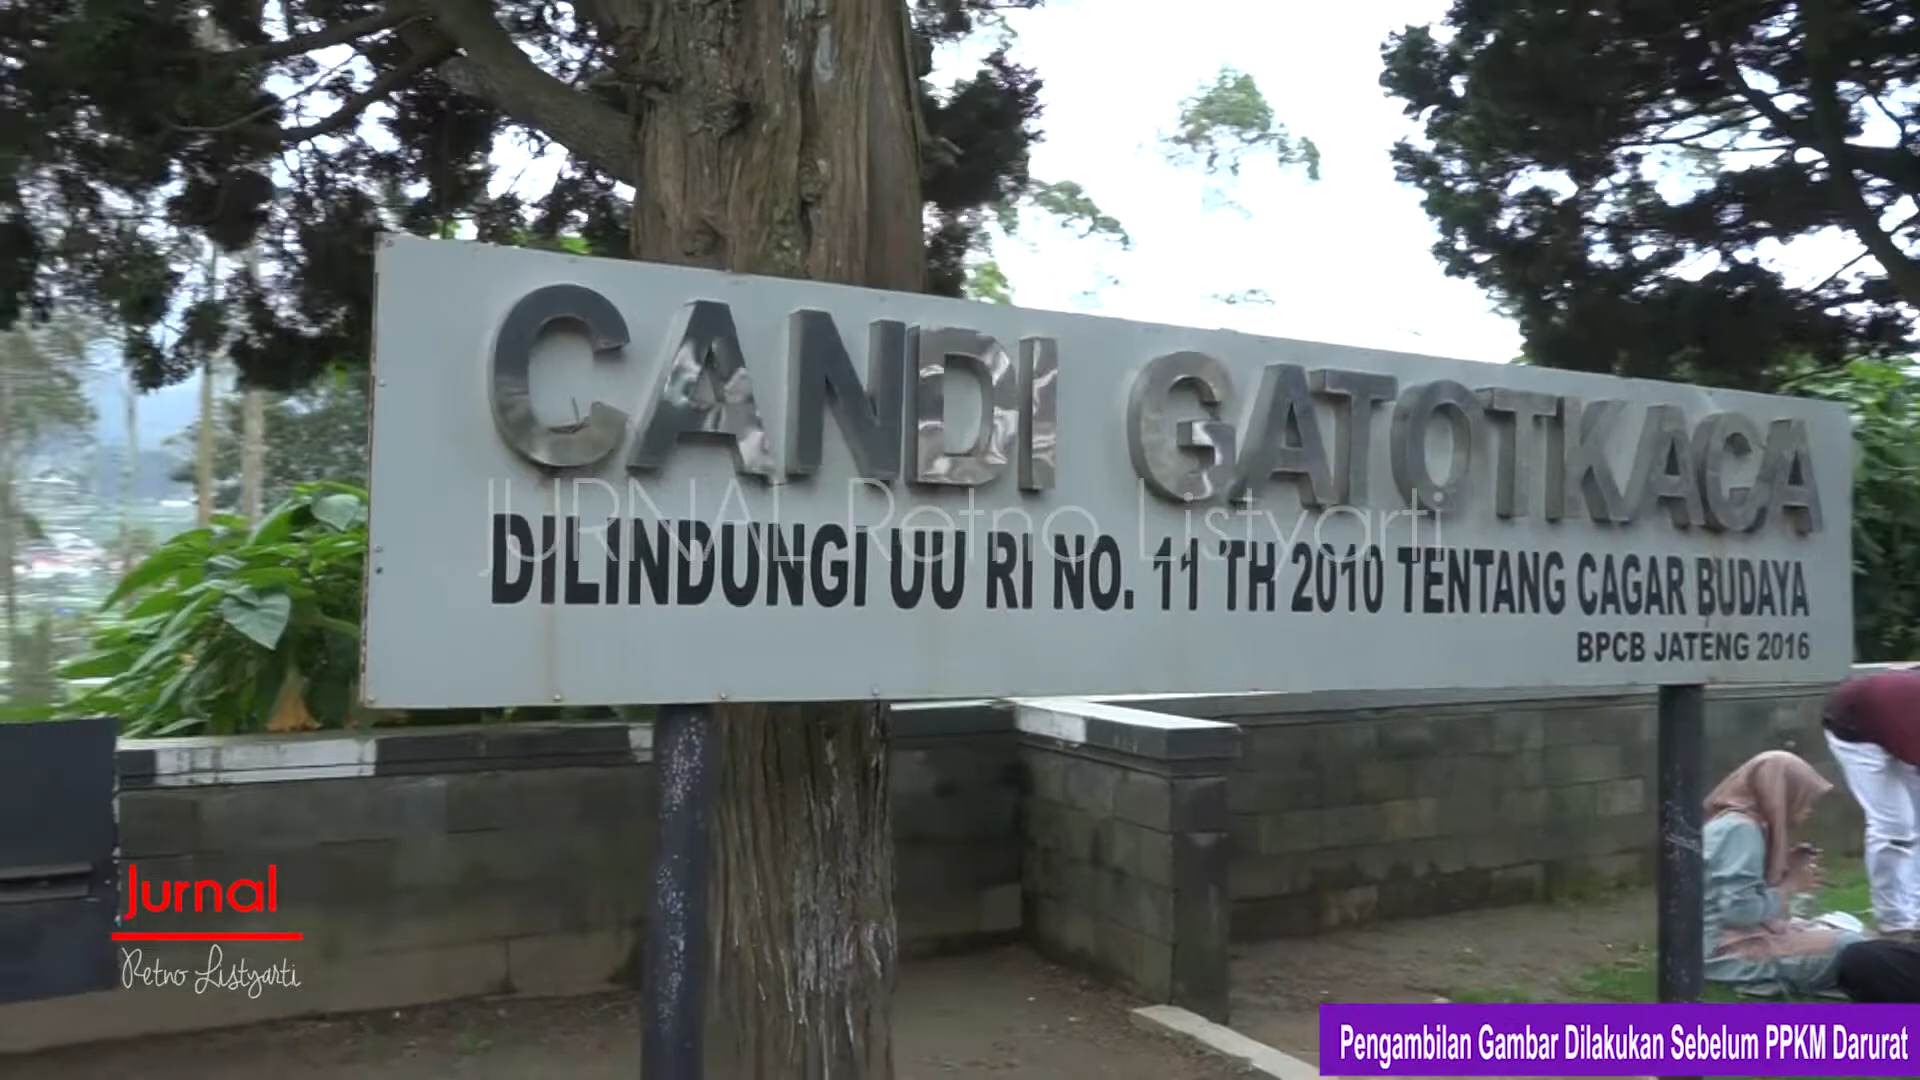 CANDI GATOTKACA
JURNAL Retno Listyarti
DILINDUNGI UU RI NO. 11 TH 2010 TENTANG CAGAR BUDAYA
BPCB JATENG 2016
Jurnal
Retno Listyarti
Pengambilan Gambar Dilakukan Sebelum PPKM Darurat